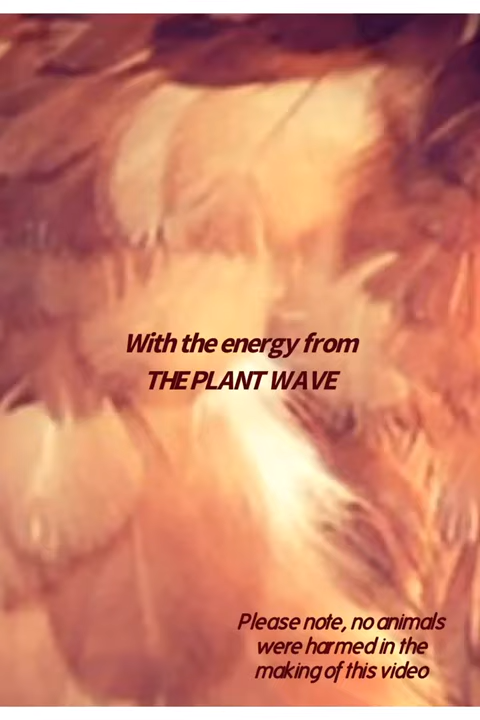 With the energy from
THE PLANT WAVE
Please note, no animals
were harmed in the
making of this video